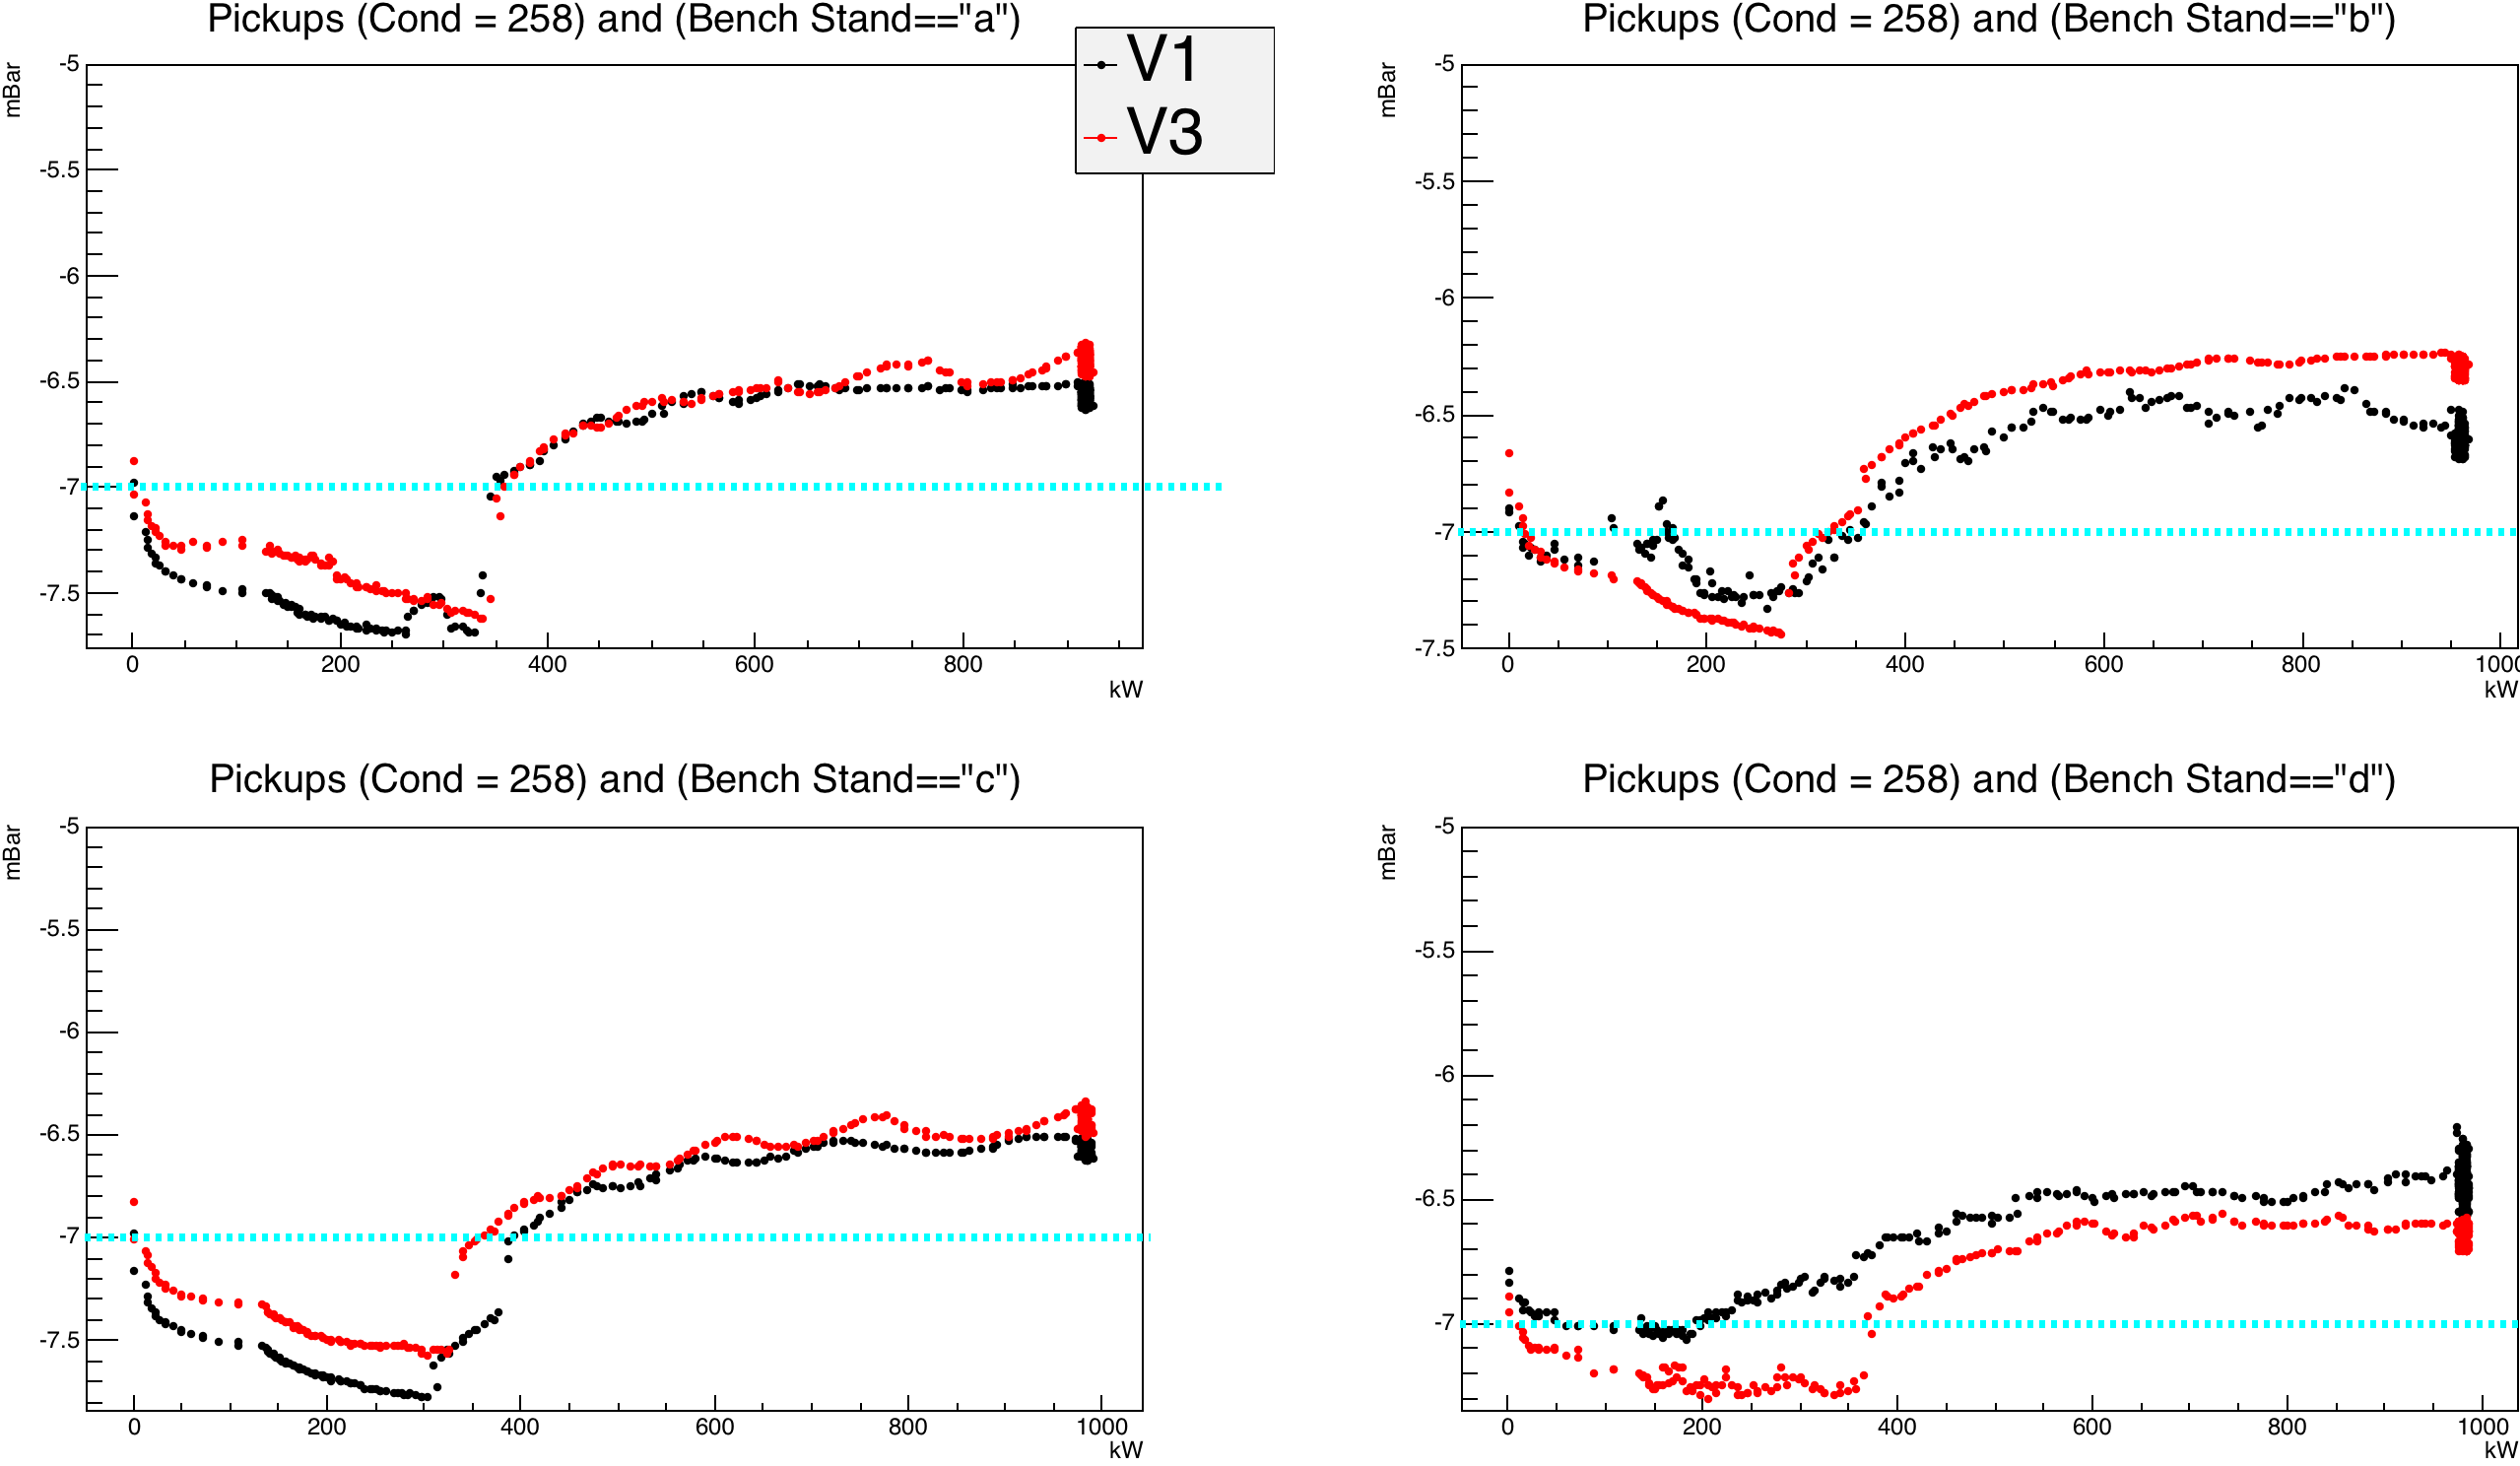 Pickups (Cond = 258) and (Bench Stand=="a")
mBar
-5
-5.5
-6
-6.5
-7
-7.5
0 200 400 600 800
kW
V1
V3
Pickups (Cond = 258) and (Bench Stand=="b")
mBar
-5
-5.5
-6
-6.5
-7
-7.5
0 200 400 600 800 1000
kW
Pickups (Cond = 258) and (Bench Stand=="c")
mBar
-5
-5.5
-6
-6.5
-7
-7.5
0 200 400 600 800 1000
kW
Pickups (Cond = 258) and (Bench Stand=="d")
mBar
-5
-5.5
-6
-6.5
-7
0 200 400 600 800 1000
kW